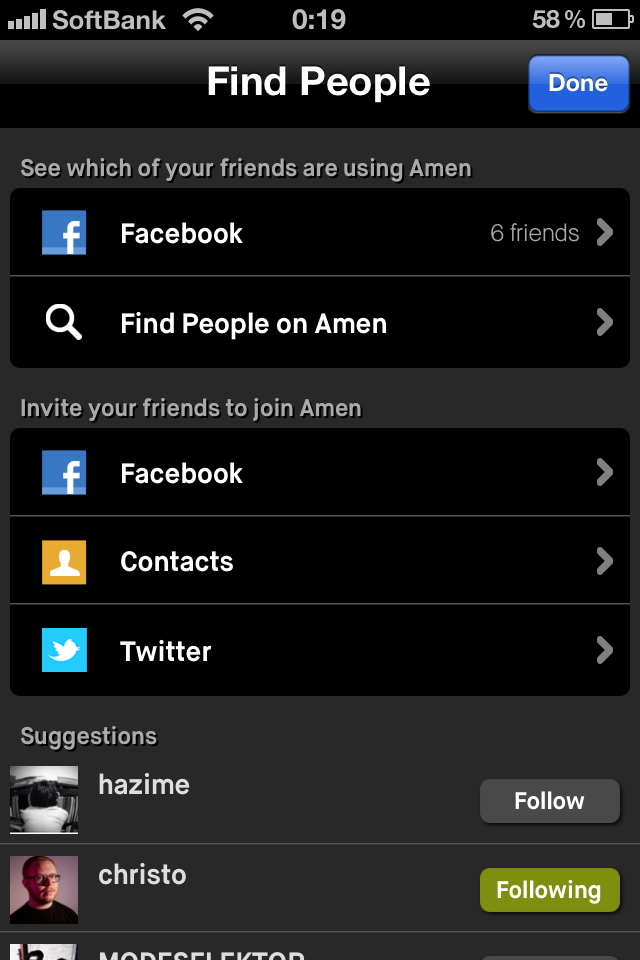 SoftBank 0:19 58 %
Find People
Done
See which of your friends are using Amen
Facebook 6 friends
Find People on Amen
Invite your friends to join Amen
Facebook
Contacts
Twitter
Suggestions
hazime
Follow
christo
Following
MODESELEKTOR